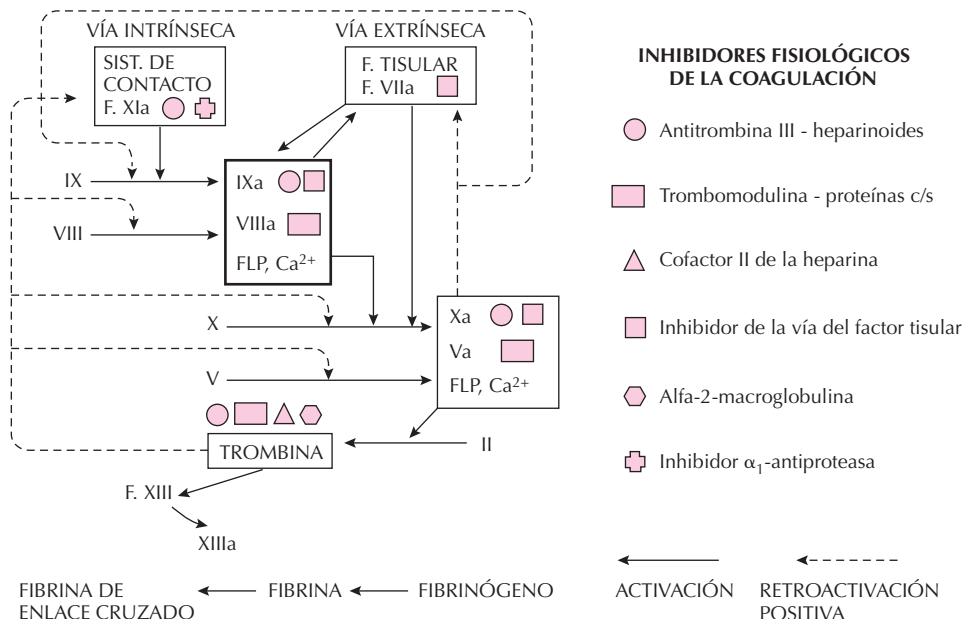 VÍA INTRÍNSECA
SIST. DE
CONTACTO
F. XIa
VÍA EXTRÍNSECA
F. TISULAR
F. VIIa
IX
VIII
IXa
VIIIa
FLP, Ca²⁺
X
V
Xa
Va
FLP, Ca²⁺
II
TROMBINA
F. XIII
XIIIa
FIBRINA DE
ENLACE CRUZADO
FIBRINA
FIBRINÓGENO
INHIBIDORES FISIOLÓGICOS
DE LA COAGULACIÓN
Antitrombina III - heparinoides
Trombomodulina - proteínas c/s
Cofactor II de la heparina
Inhibidor de la vía del factor tisular
Alfa-2-macroglobulina
Inhibidor α₁-antiproteasa
ACTIVACIÓN
RETROACTIVACIÓN
POSITIVA